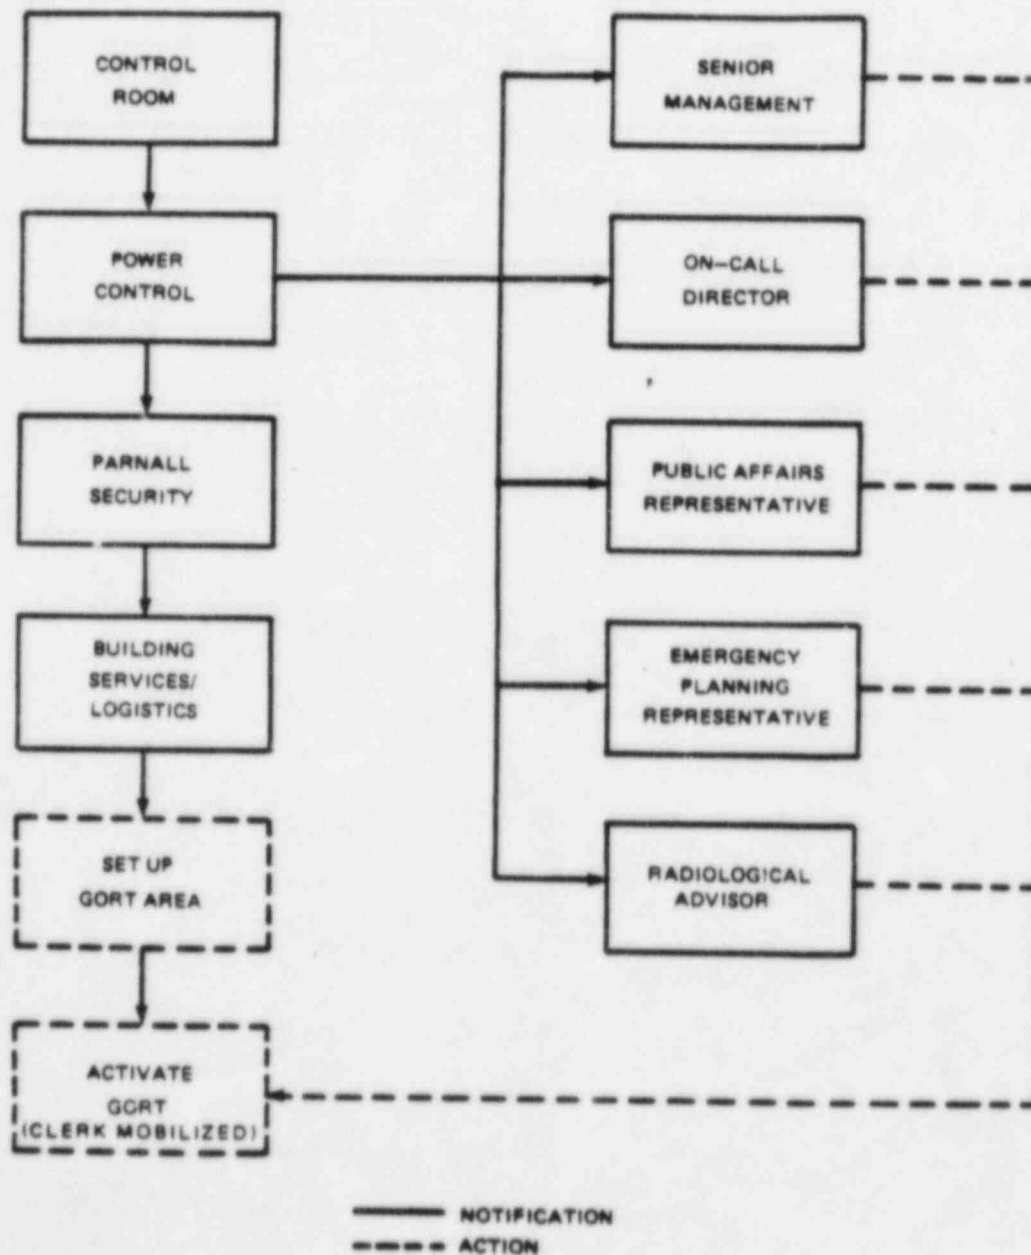 CONTROL
ROOM
POWER
CONTROL
PARNALL
SECURITY
BUILDING
SERVICES/
LOGISTICS
SET UP
GORT AREA
ACTIVATE
GORT
(CLERK MOBILIZED)
SENIOR
MANAGEMENT
ON-CALL
DIRECTOR
PUBLIC AFFAIRS
REPRESENTATIVE
EMERGENCY
PLANNING
REPRESENTATIVE
RADIOLOGICAL
ADVISOR
NOTIFICATION
ACTION